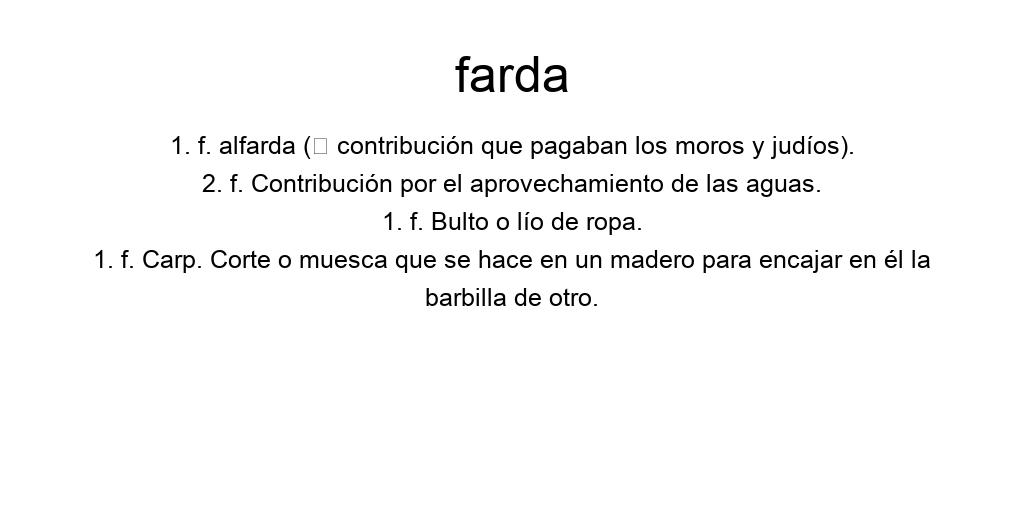 farda
1. f. alfarda (□ contribución que pagaban los moros y judíos).
2. f. Contribución por el aprovechamiento de las aguas.
1. f. Bulto o lío de ropa.
1. f. Carp. Corte o muesca que se hace en un madero para encajar en él la
barbilla de otro.